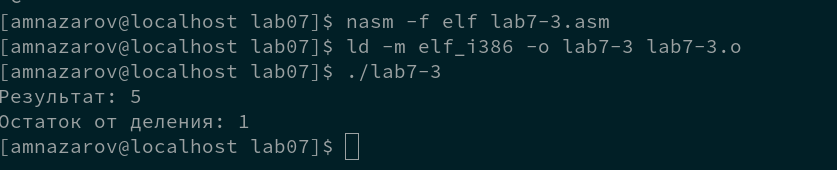 [amnazarov@localhost lab07]$ nasm -f elf lab7-3.asm
[amnazarov@localhost lab07]$ ld -m elf_i386 -o lab7-3 lab7-3.o
[amnazarov@localhost lab07]$ ./lab7-3
Результат: 5
Остаток от деления: 1
[amnazarov@localhost lab07]$